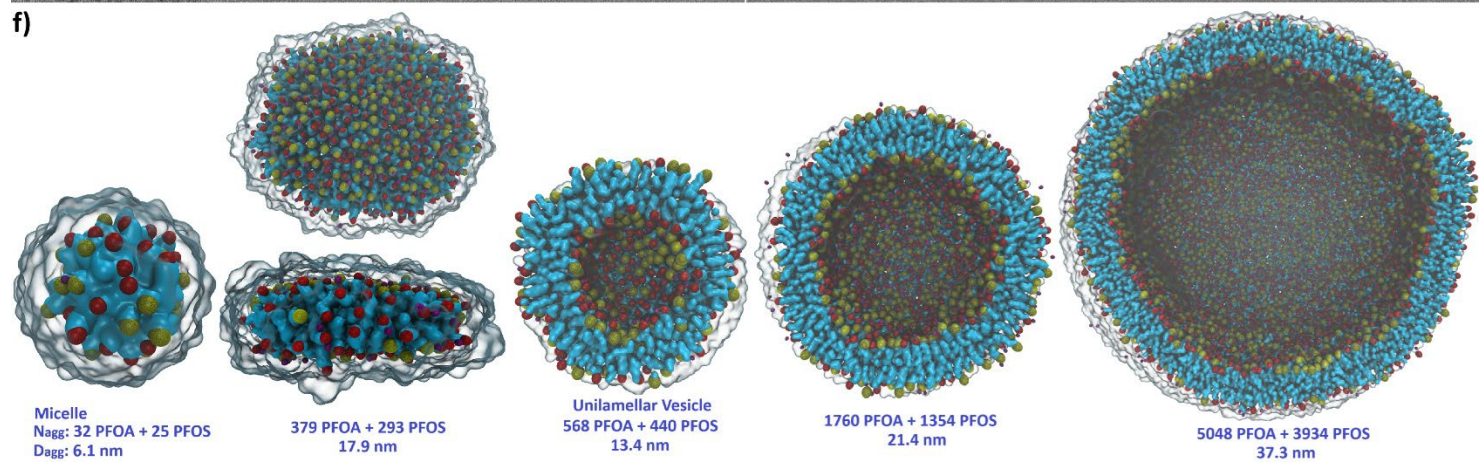 f)
Micelle
Nagg: 32 PFOA + 25 PFOS
Dagg: 6.1 nm
379 PFOA + 293 PFOS
17.9 nm
Unilamellar Vesicle
568 PFOA + 440 PFOS
13.4 nm
1760 PFOA + 1354 PFOS
21.4 nm
5048 PFOA + 3934 PFOS
37.3 nm